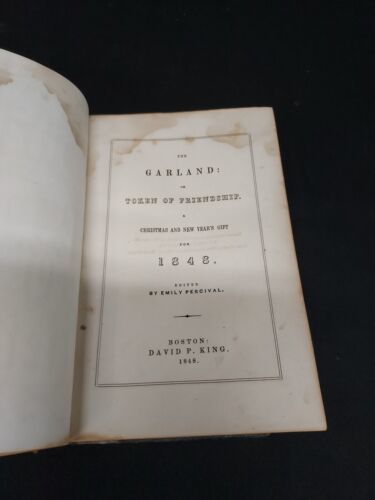 THE
GARLAND:
OR
TOKEN OF FRIENDSHIP.
A
CHRISTMAS AND NEW YEAR'S GIFT
FOR
1848.
EDITED
BY EMILY PERCIVAL.
BOSTON:
DAVID P. KING.
1848.